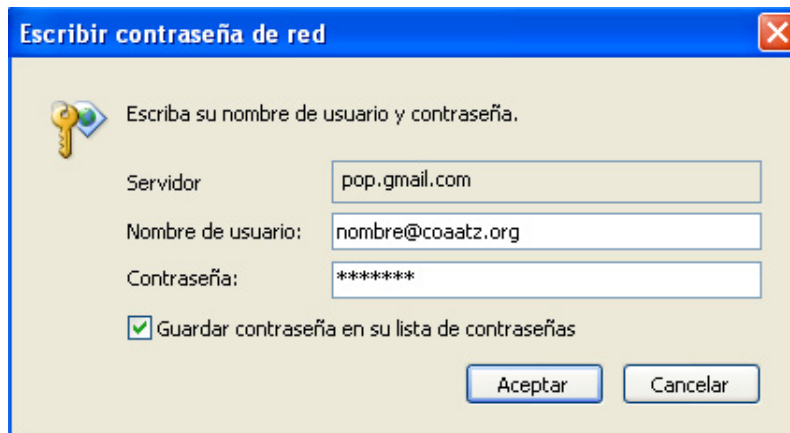 Escribir contraseña de red
Escriba su nombre de usuario y contraseña.
Servidor pop.gmail.com
Nombre de usuario: nombre@coaatz.org
Contraseña: *******
Guardar contraseña en su lista de contraseñas
Aceptar Cancelar